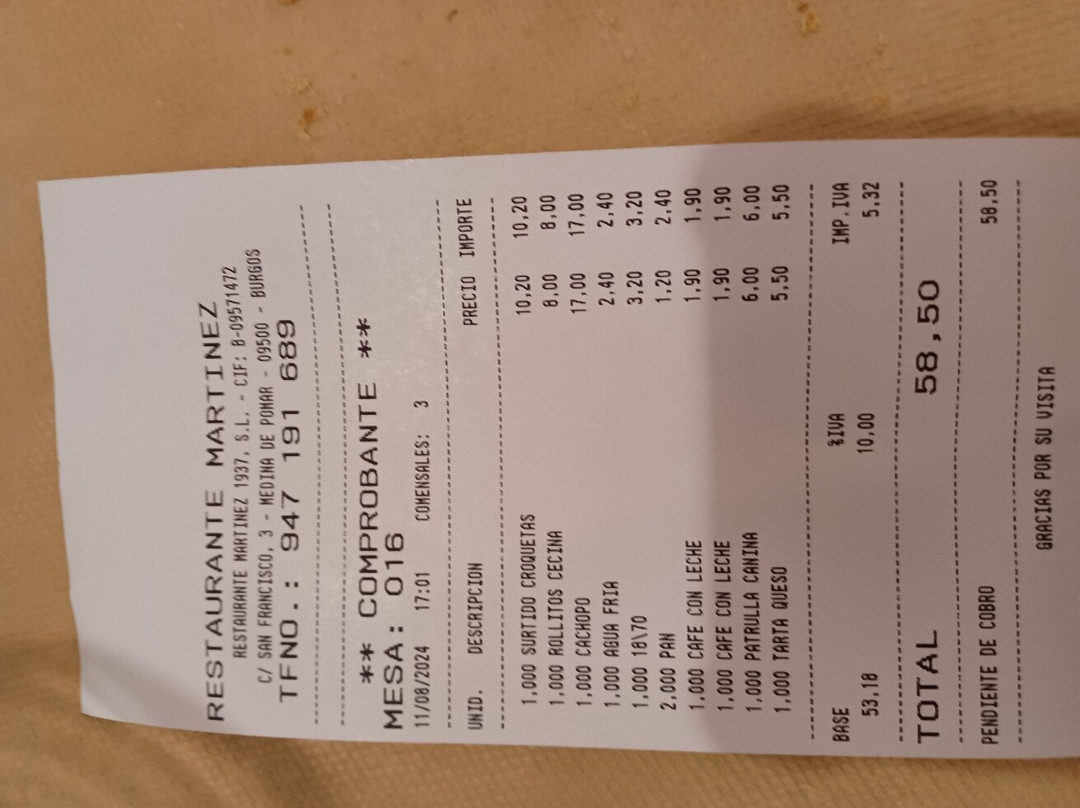 RESTAURANTE MARTINEZ
RESTAURANTE MARTINEZ 1937, S.L. - CIF: B-09571472
C/ SAN FRANCISCO, 3 - MEDINA DE POMAR - 09500 - BURGOS
TFNO.: 947 191 689
** COMPROBANTE **
MESA: 016
11/08/2024 17:01 COMENSALES: 3
UNID. DESCRIPCION PRECIO IMPORTE
1,000 SURTIDO CROQUETAS 10,20 10,20
1,000 ROLLITOS CECINA 8,00 8,00
1,000 CACHOPO 17,00 17,00
1,000 AGUA FRIA 2,40 2,40
1,000 18\70 3,20 3,20
2,000 PAN 1,20 2,40
1,000 CAFE CON LECHE 1,90 1,90
1,000 CAFE CON LECHE 1,90 1,90
1,000 PATRULLA CANINA 6,00 6,00
1,000 TARTA QUESO 5,50 5,50
BASE %IVA IMP.IVA
53,18 10,00 5,32
TOTAL 58,50
PENDIENTE DE COBRO 58,50
GRACIAS POR SU VISITA